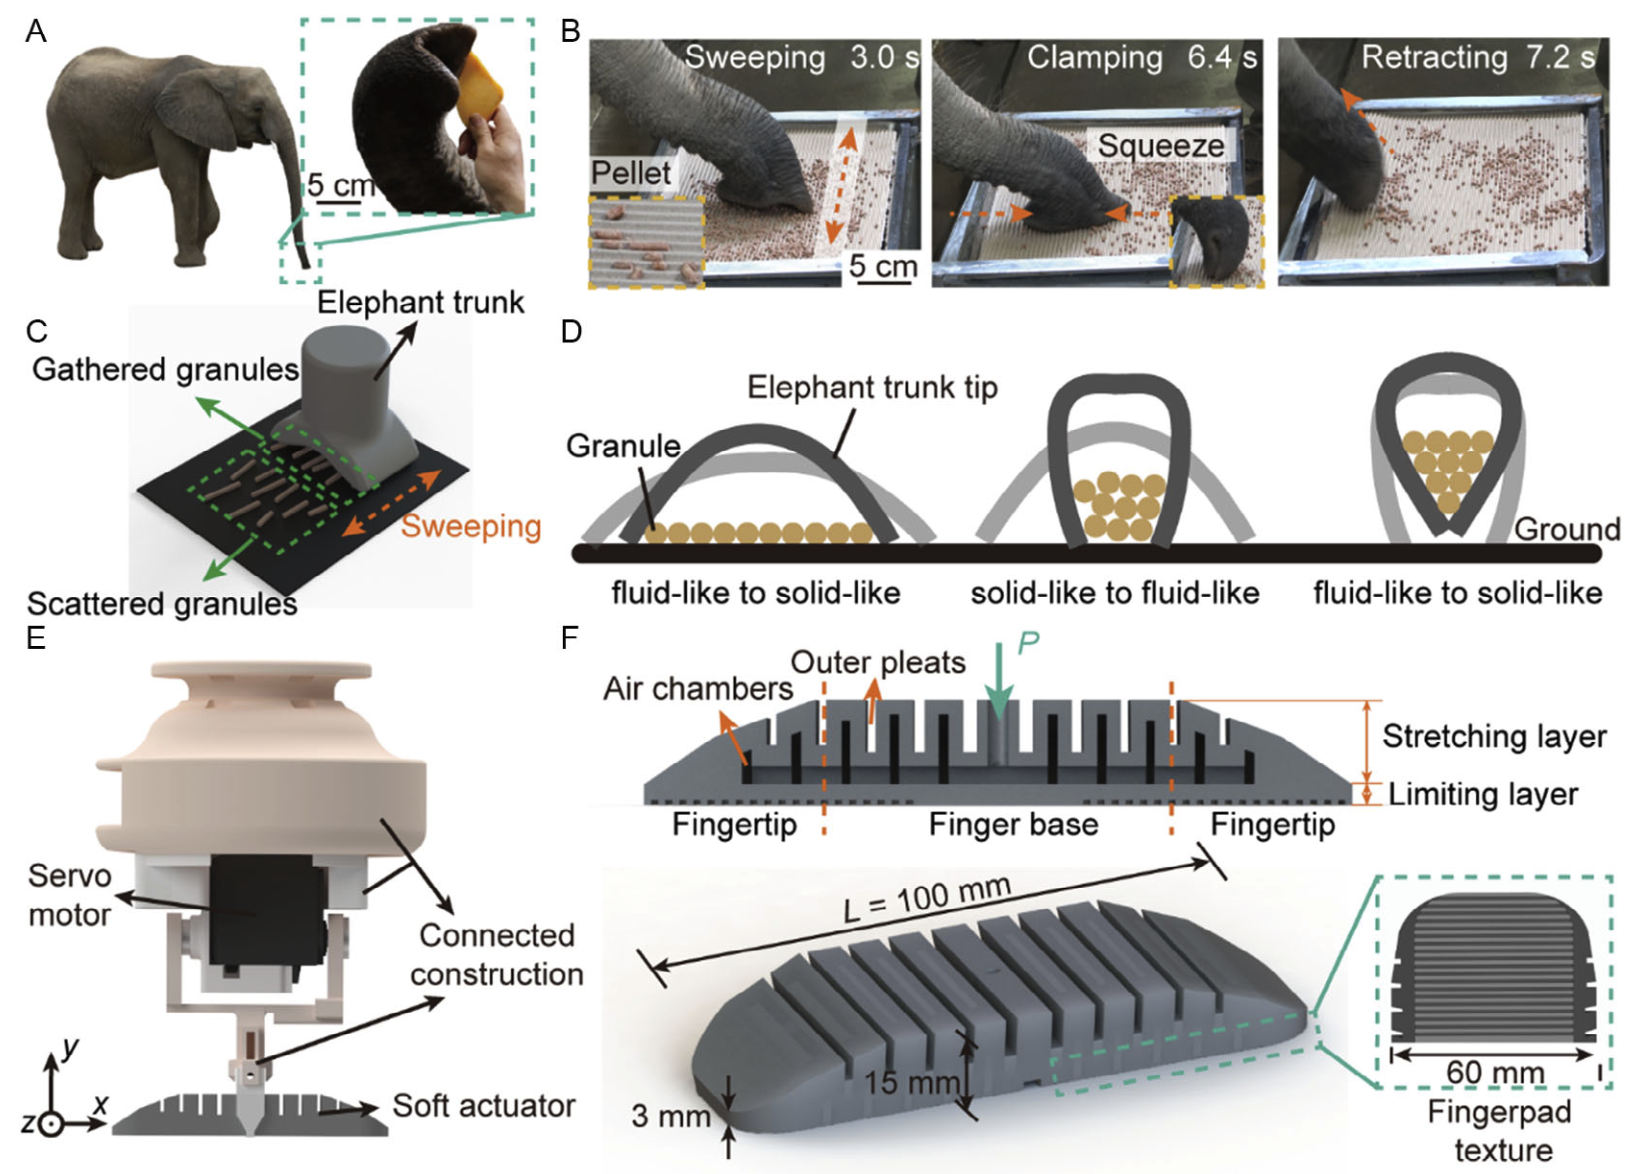 A
5 cm
B
Sweeping 3.0 s
Pellet
5 cm
Clamping 6.4 s
Squeeze
Retracting 7.2 s
C
Elephant trunk
Gathered granules
Sweeping
Scattered granules
D
Elephant trunk tip
Granule
Ground
fluid-like to solid-like
solid-like to fluid-like
fluid-like to solid-like
E
Servo
motor
Connected
construction
y
x
z
Soft actuator
F
P
Outer pleats
Air chambers
Stretching layer
Limiting layer
Fingertip
Finger base
Fingertip
L = 100 mm
15 mm
3 mm
60 mm
Fingerpad
texture